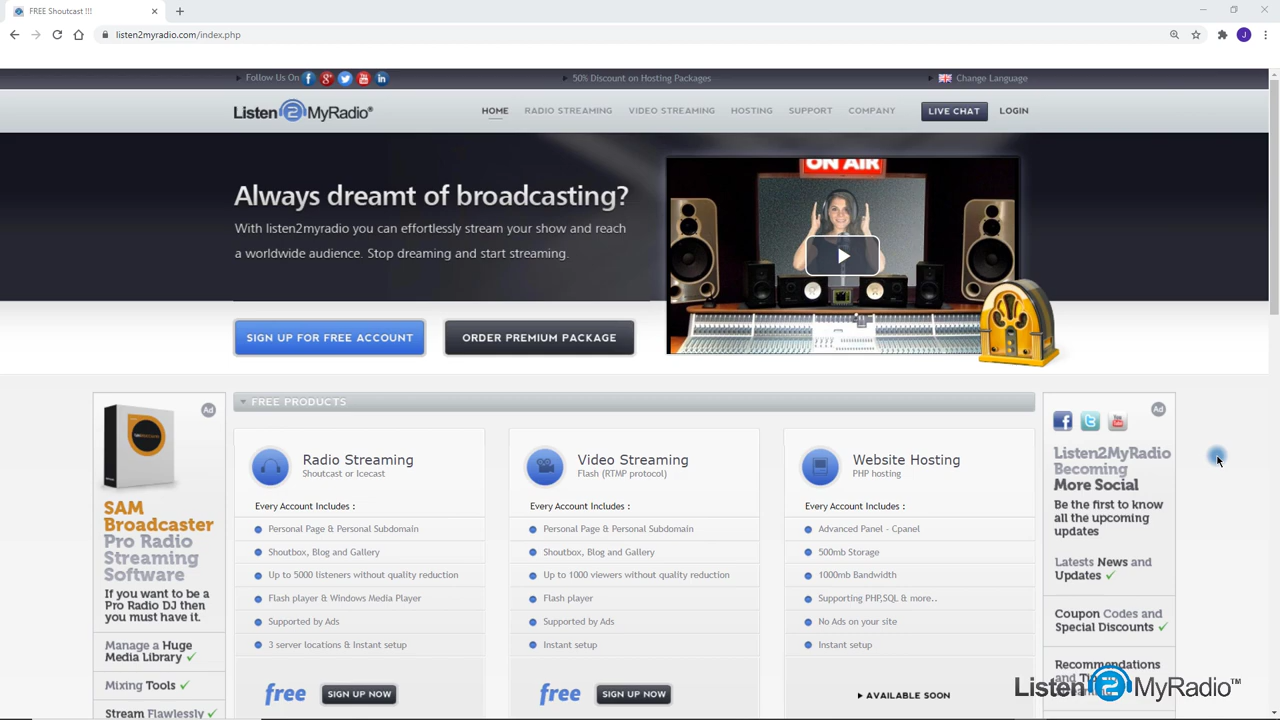 FREE Shoutcast !!!
listen2myradio.com/index.php
J
Follow Us On
50% Discount on Hosting Packages
Change Language
Listen2MyRadio®
HOME
RADIO STREAMING
VIDEO STREAMING
HOSTING
SUPPORT
COMPANY
LIVE CHAT
LOGIN
Always dreamt of broadcasting?
With listen2myradio you can effortlessly stream your show and reach
a worldwide audience. Stop dreaming and start streaming.
ON AIR
SIGN UP FOR FREE ACCOUNT
ORDER PREMIUM PACKAGE
Ad
SAM
Broadcaster
Pro Radio
Streaming
Software
If you want to be a
Pro Radio DJ then
you must have it.
Manage a Huge
Media Library ✓
Mixing Tools ✓
Stream Flawlessly ✓
FREE PRODUCTS
Radio Streaming
Shoutcast or Icecast
Every Account Includes :
Personal Page & Personal Subdomain
Shoutbox, Blog and Gallery
Up to 5000 listeners without quality reduction
Flash player & Windows Media Player
Supported by Ads
3 server locations & Instant setup
free
SIGN UP NOW
Video Streaming
Flash (RTMP protocol)
Every Account Includes :
Personal Page & Personal Subdomain
Shoutbox, Blog and Gallery
Up to 1000 viewers without quality reduction
Flash player
Supported by Ads
Instant setup
free
SIGN UP NOW
Website Hosting
PHP hosting
Every Account Includes :
Advanced Panel - Cpanel
500mb Storage
1000mb Bandwidth
Supporting PHP,SQL & more..
No Ads on your site
Instant setup
AVAILABLE SOON
Ad
Listen2MyRadio
Becoming
More Social
Be the first to know
all the upcoming
updates
Latests News and
Updates ✓
Coupon Codes and
Special Discounts ✓
Recommendations
Listen2MyRadio™